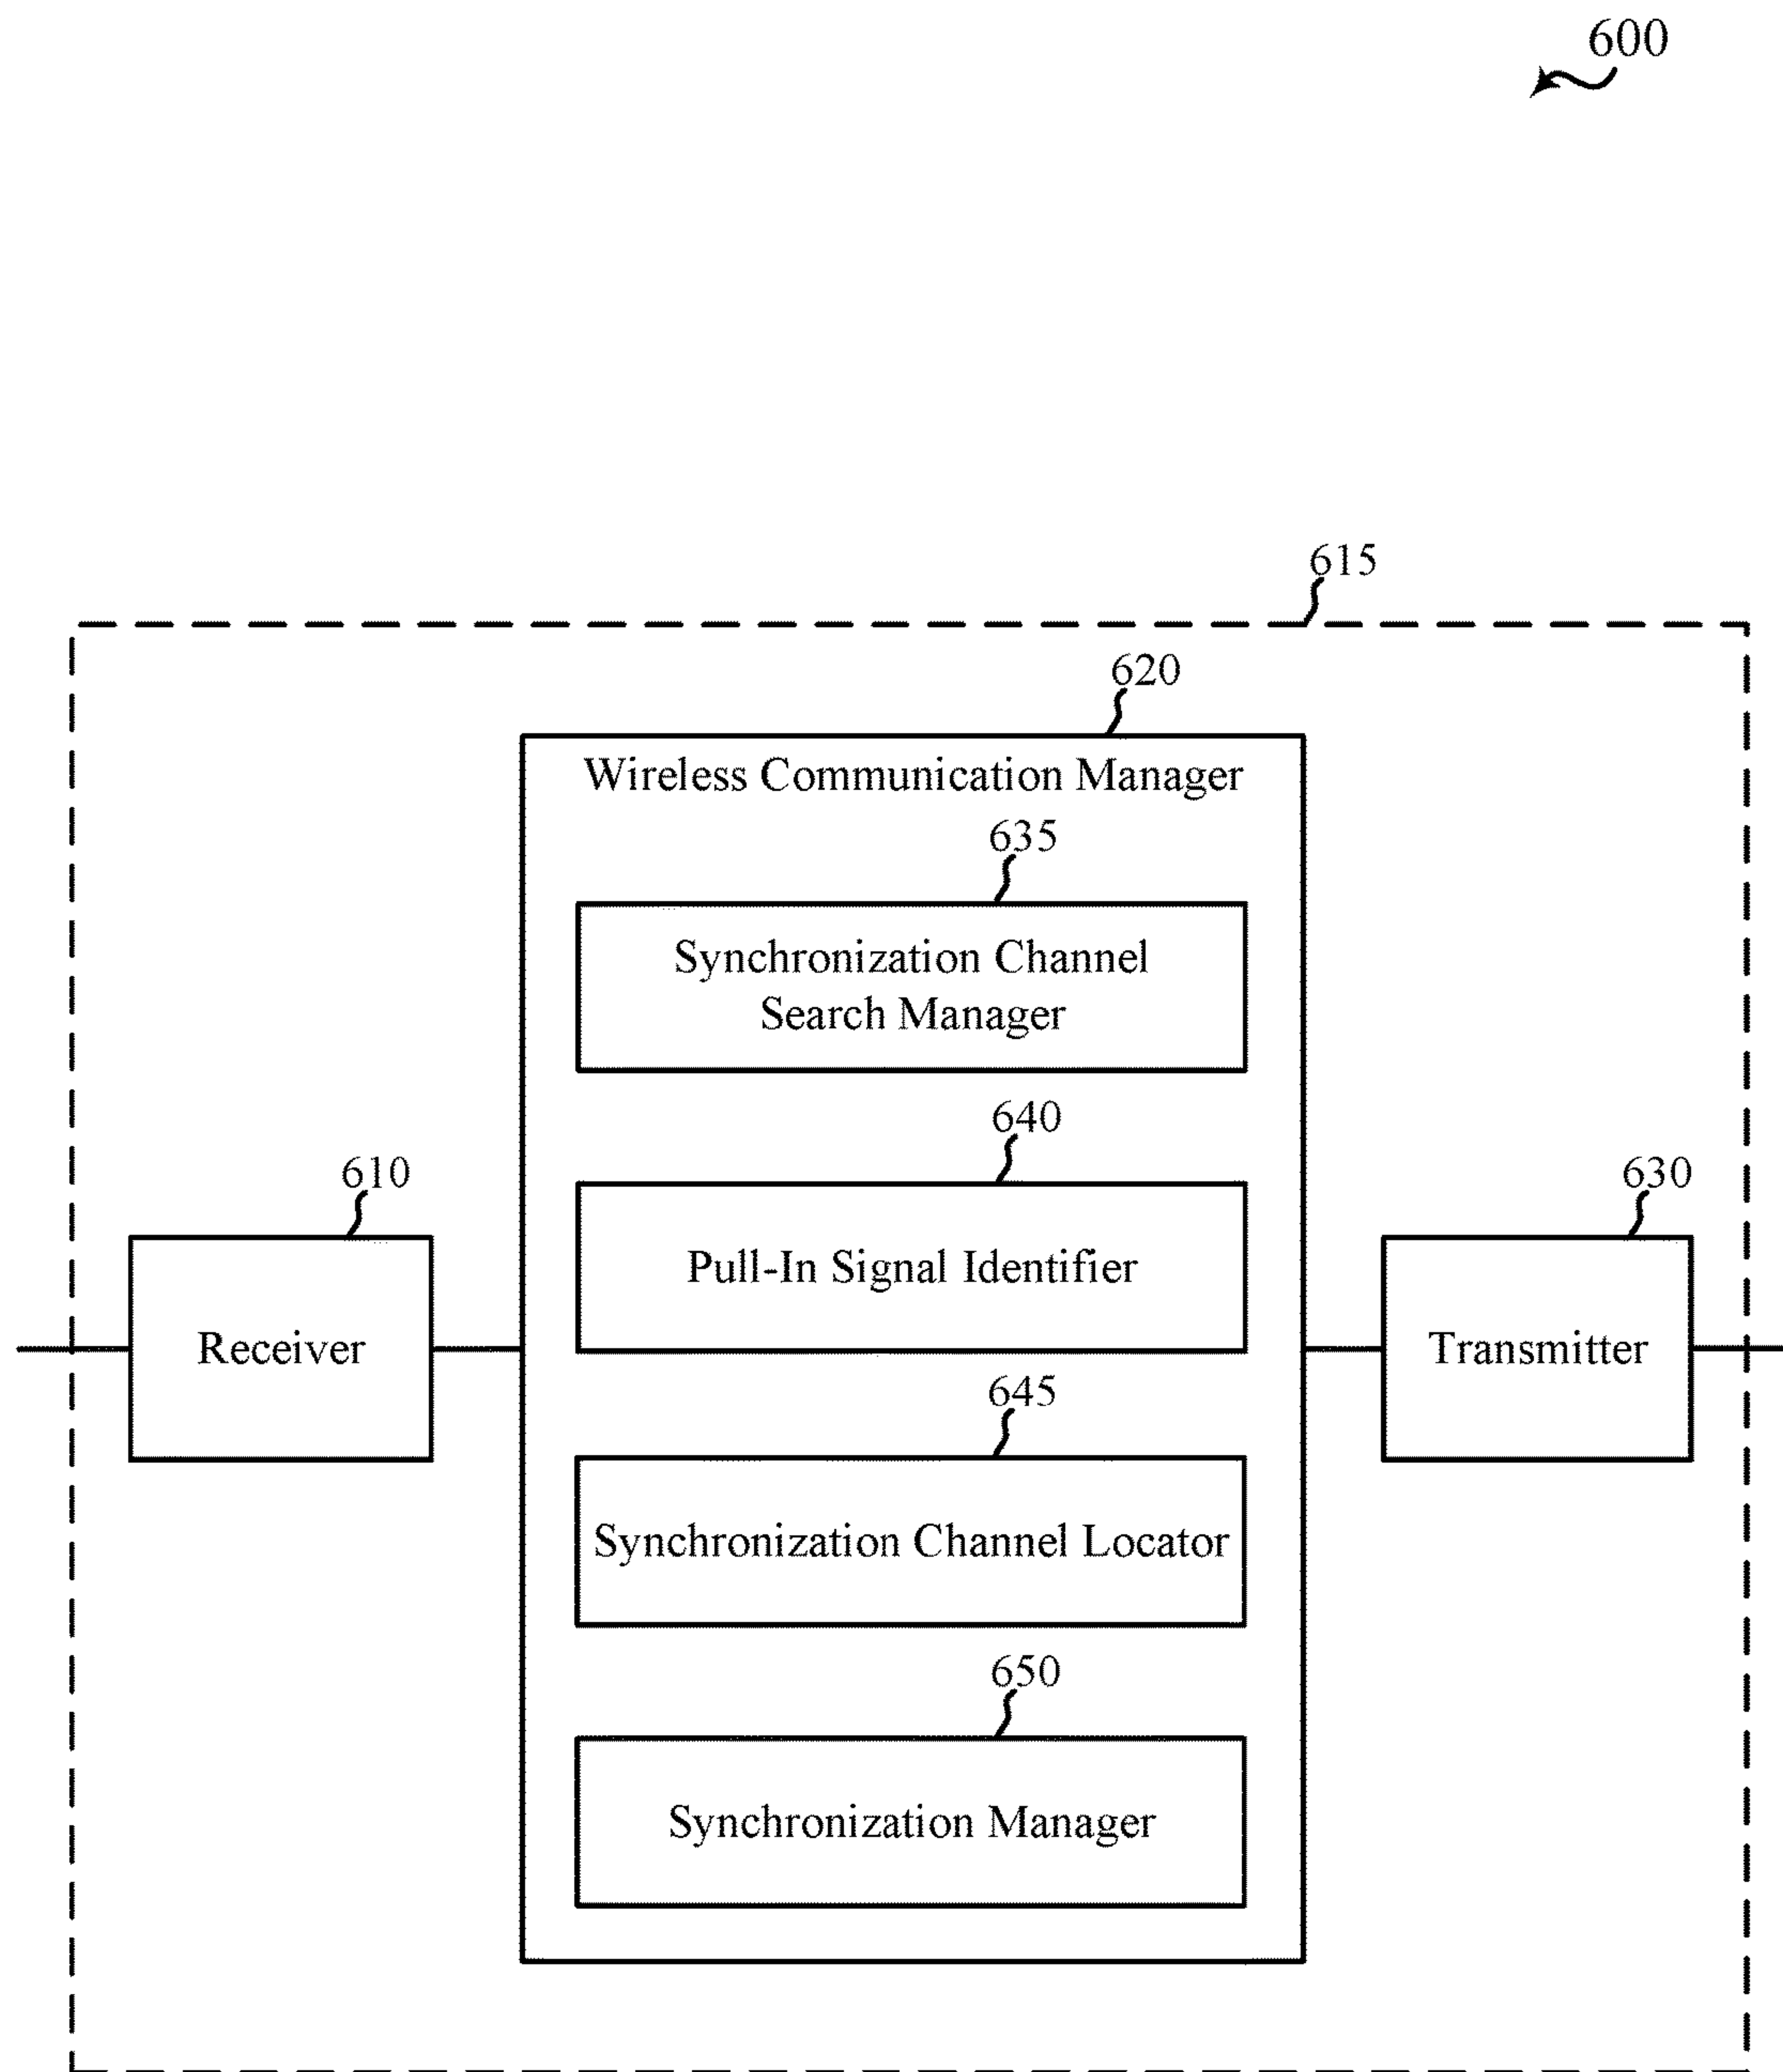 600
615
620
Wireless Communication Manager
635
Synchronization Channel
Search Manager
640
Pull-In Signal Identifier
610
Receiver
630
Transmitter
645
Synchronization Channel Locator
650
Synchronization Manager